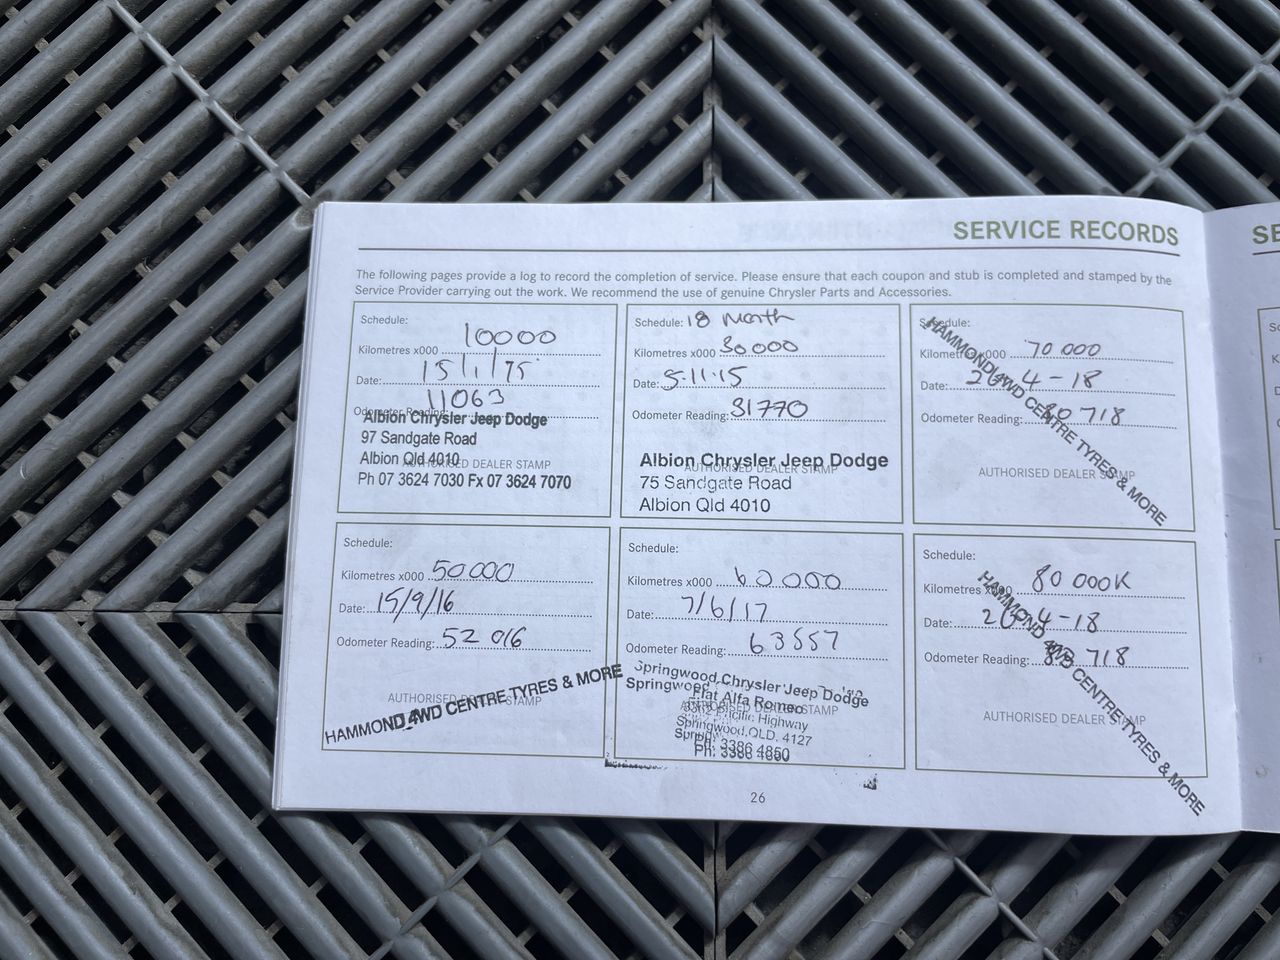 SERVICE RECORDS
SE
The following pages provide a log to record the completion of service. Please ensure that each coupon and stub is completed and stamped by the
Service Provider carrying out the work. We recommend the use of genuine Chrysler Parts and Accessories.
Schedule:
Kilometres x000 10000
Date: 15/1/75
Odometer Reading: 11063
Albion Chrysler Jeep Dodge
97 Sandgate Road
Albion Qld 4010
AUTHORISED DEALER STAMP
Ph 07 3624 7030 Fx 07 3624 7070
Schedule: 18 Month
Kilometres x000 30000
Date: 5-11-15
Odometer Reading: 31770
Albion Chrysler Jeep Dodge
AUTHORISED DEALER STAMP
75 Sandgate Road
Albion Qld 4010
Schedule:
Kilometres x000 70 000
Date: 4-18
Odometer Reading: 718
AUTHORISED DEALER STAMP
HAMMOND 4WD CENTRE TYRES & MORE
Schedule:
Kilometres x000 50000
Date: 15/9/16
Odometer Reading: 52 016
AUTHORISED DEALER STAMP
HAMMOND 4WD CENTRE TYRES & MORE
Schedule:
Kilometres x000 60000
Date: 7/6/17
Odometer Reading: 63557
Springwood Chrysler Jeep Dodge
Fiat Alfa Romeo
AUTHORISED DEALER STAMP
Pacific Highway
Springwood, QLD. 4127
Ph: 3386 4850
Schedule:
Kilometres x000 80 000K
Date: 4-18
Odometer Reading: 718
AUTHORISED DEALER STAMP
HAMMOND 4WD CENTRE TYRES & MORE
26